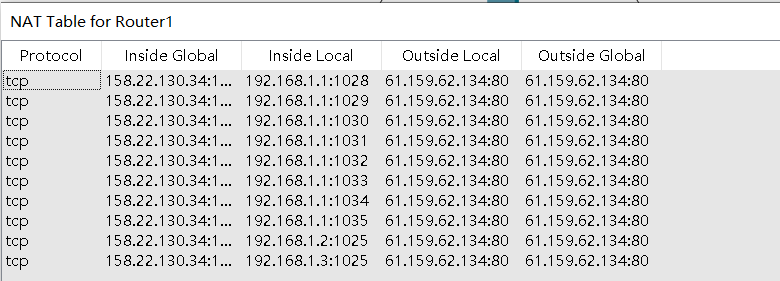 NAT Table for Router1
Protocol Inside Global Inside Local Outside Local Outside Global
tcp 158.22.130.34:1... 192.168.1.1:1028 61.159.62.134:80 61.159.62.134:80
tcp 158.22.130.34:1... 192.168.1.1:1029 61.159.62.134:80 61.159.62.134:80
tcp 158.22.130.34:1... 192.168.1.1:1030 61.159.62.134:80 61.159.62.134:80
tcp 158.22.130.34:1... 192.168.1.1:1031 61.159.62.134:80 61.159.62.134:80
tcp 158.22.130.34:1... 192.168.1.1:1032 61.159.62.134:80 61.159.62.134:80
tcp 158.22.130.34:1... 192.168.1.1:1033 61.159.62.134:80 61.159.62.134:80
tcp 158.22.130.34:1... 192.168.1.1:1034 61.159.62.134:80 61.159.62.134:80
tcp 158.22.130.34:1... 192.168.1.1:1035 61.159.62.134:80 61.159.62.134:80
tcp 158.22.130.34:1... 192.168.1.2:1025 61.159.62.134:80 61.159.62.134:80
tcp 158.22.130.34:1... 192.168.1.3:1025 61.159.62.134:80 61.159.62.134:80